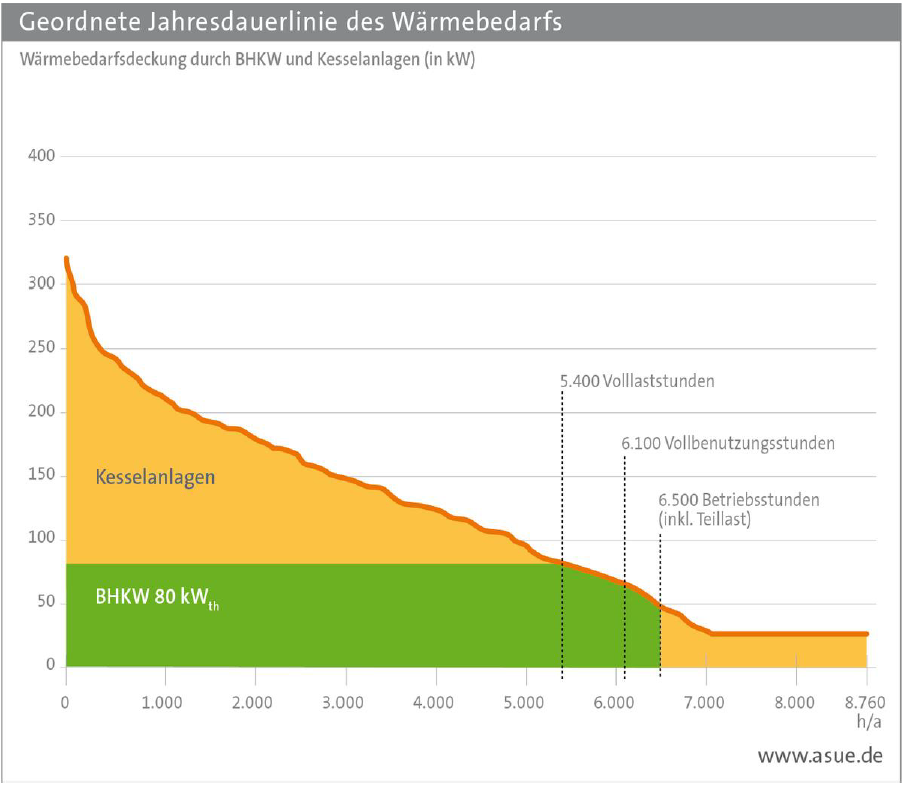 Geordnete Jahresdauerlinie des Wärmebedarfs
Wärmebedarfsdeckung durch BHKW und Kesselanlagen (in kW)
400
350
300
250
200
150
100
50
0
5.400 Volllaststunden
6.100 Vollbenutzungsstunden
6.500 Betriebsstunden
(inkl. Teillast)
Kesselanlagen
BHKW 80 kWth
0
1.000
2.000
3.000
4.000
5.000
6.000
7.000
8.000
8.760
h/a
www.asue.de